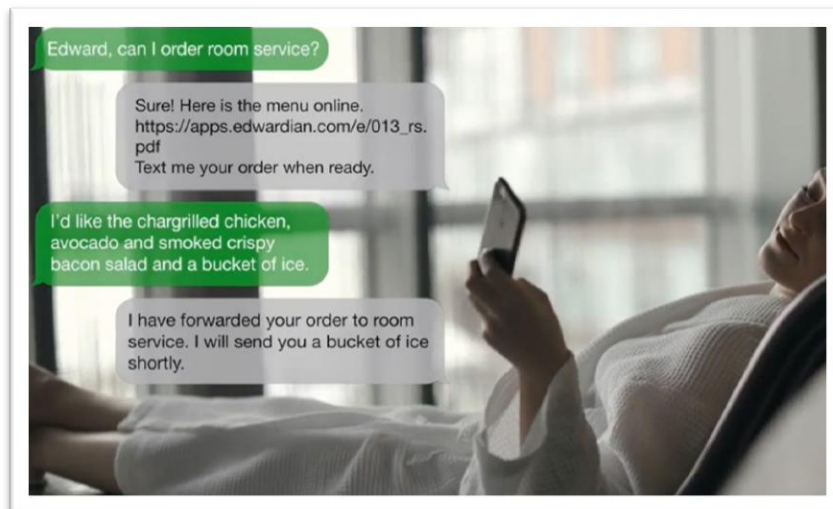 Edward, can I order room service?
Sure! Here is the menu online.
https://apps.edwardian.com/e/013_rs.
pdf
Text me your order when ready.
I'd like the chargrilled chicken,
avocado and smoked crispy
bacon salad and a bucket of ice.
I have forwarded your order to room
service. I will send you a bucket of ice
shortly.